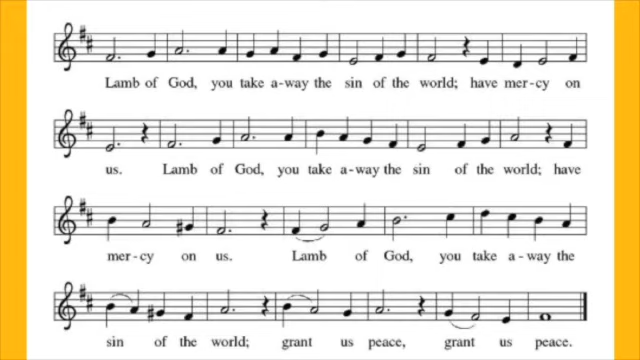 Lamb of God, you take a-way the sin of the world; have mer-cy on
us. Lamb of God, you take a-way the sin of the world; have
mer-cy on us. Lamb of God, you take a-way the
sin of the world; grant us peace, grant us peace.